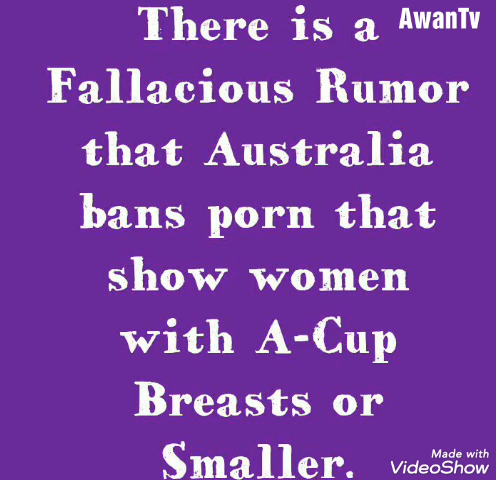 There is a
AwanTv
Fallacious Rumor
that Australia
bans porn that
show women
with A-Cup
Breasts or
Smaller.
Made with
VideoShow